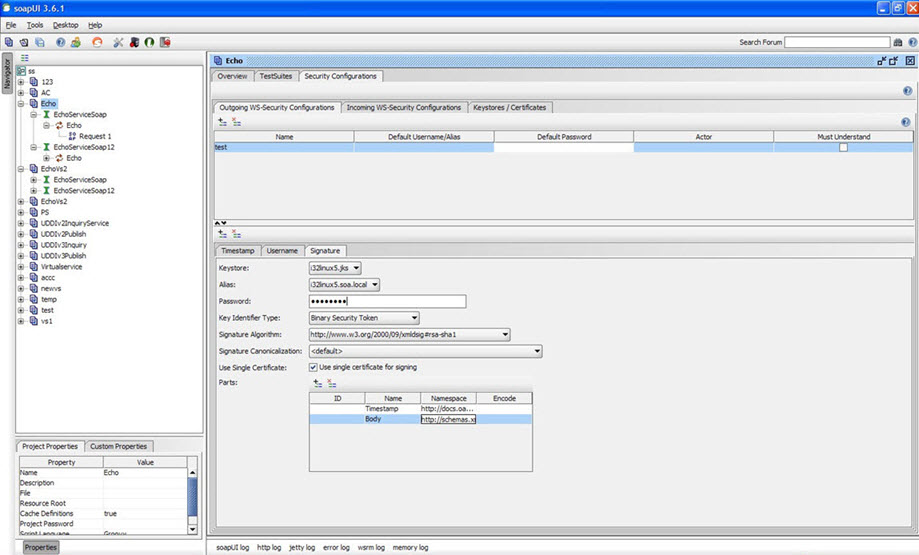 soapUI 3.6.1
File Tools Desktop Help
Search Forum
Navigator
ss
123
AC
Echo
EchoServiceSoap
Echo
Request 1
EchoServiceSoap12
Echo
EchoVs2
EchoServiceSoap
EchoServiceSoap12
EchoVs2
PS
UDDIv2InquiryService
UDDIv2Publish
UDDIv3Inquiry
UDDIv3Publish
Virtualservice
accc
newvs
temp
test
vs1
Project Properties Custom Properties
Property Value
Name Echo
Description
File
Resource Root
Cache Definitions true
Project Password
Script Language Groovy
Properties
Echo
Overview TestSuites Security Configurations
Outgoing WS-Security Configurations Incoming WS-Security Configurations Keystores / Certificates
Name Default Username/Alias Default Password Actor Must Understand
test
Timestamp Username Signature
Keystore: i32linux5.jks
Alias: i32linux5.soa.local
Password: ••••••••
Key Identifier Type: Binary Security Token
Signature Algorithm: http://www.w3.org/2000/09/xmldsig#rsa-sha1
Signature Canonicalization: <default>
Use Single Certificate: Use single certificate for signing
Parts:
ID Name Namespace Encode
Timestamp http://docs.oa...
Body http://schemas.x
soapUI log http log jetty log error log wsrm log memory log